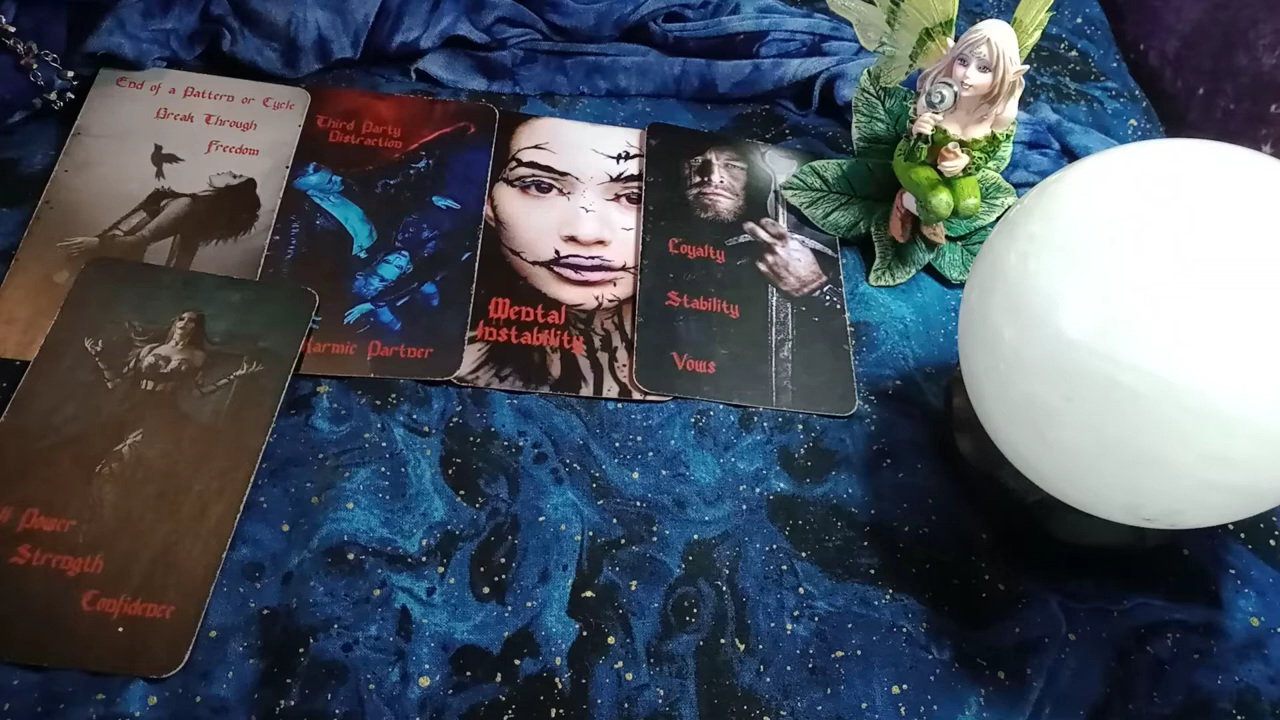 End of a Pattern or Cycle
Break Through
Freedom
Third Party
Distraction
Karmic Partner
Mental
Instability
Loyalty
Stability
Vows
Power
Strength
Confidence